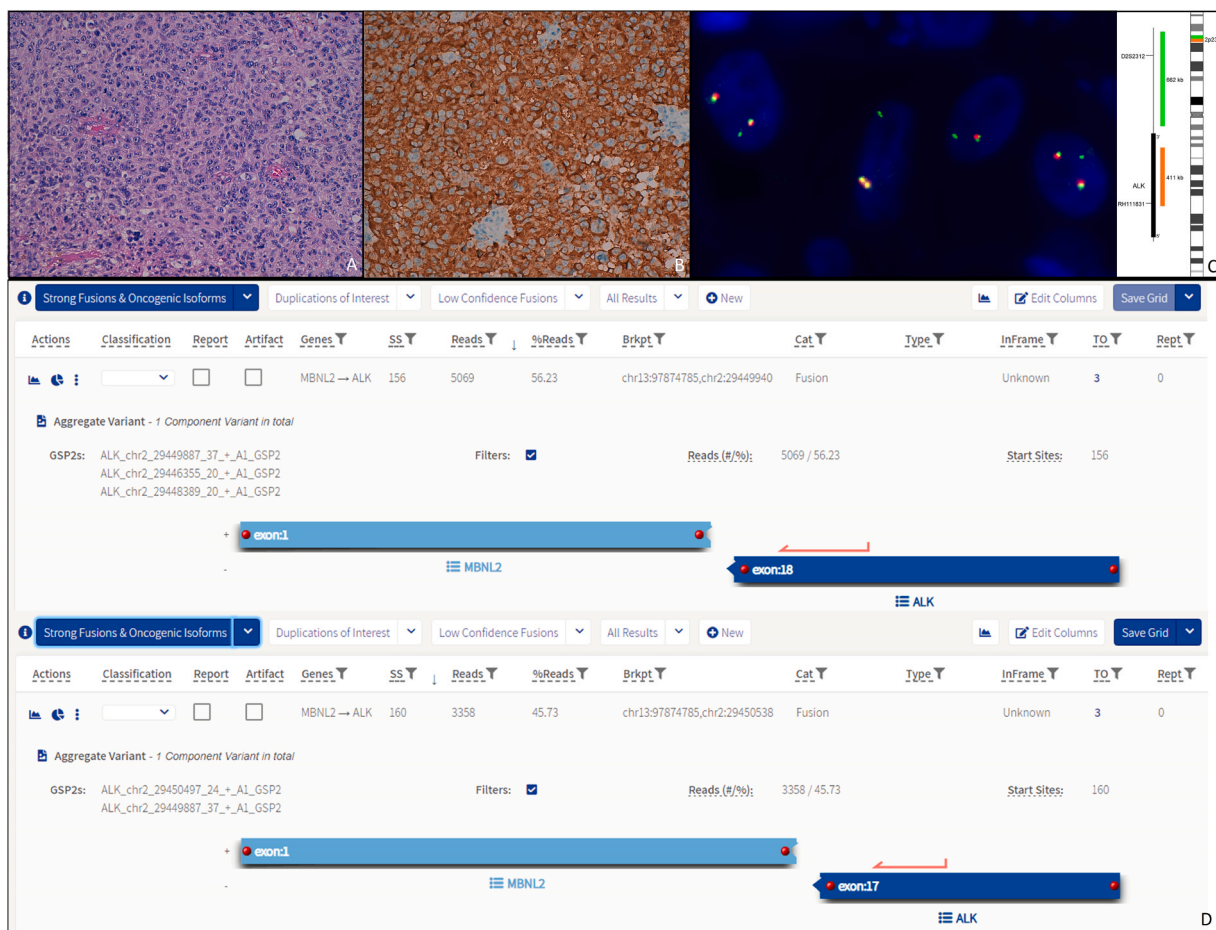 A
B
2p23
D2S2312
662 kb
3'
ALK
411 kb
RH111831
5'
C
Strong Fusions & Oncogenic Isoforms
Duplications of Interest
Low Confidence Fusions
All Results
New
Edit Columns
Save Grid
Actions Classification Report Artifact Genes SS Reads ↓ %Reads Brkpt Cat Type InFrame TO Rept
MBNL2 → ALK 156 5069 56.23 chr13:97874785,chr2:29449940 Fusion Unknown 3 0
Aggregate Variant - 1 Component Variant in total
GSP2s: ALK_chr2_29449887_37_+_A1_GSP2 Filters: Reads (#/%): 5069 / 56.23 Start Sites: 156
ALK_chr2_29446355_20_+_A1_GSP2
ALK_chr2_29448389_20_+_A1_GSP2
+ exon:1
- MBNL2
exon:18
ALK
Strong Fusions & Oncogenic Isoforms
Duplications of Interest
Low Confidence Fusions
All Results
New
Edit Columns
Save Grid
Actions Classification Report Artifact Genes SS ↓ Reads %Reads Brkpt Cat Type InFrame TO Rept
MBNL2 → ALK 160 3358 45.73 chr13:97874785,chr2:29450538 Fusion Unknown 3 0
Aggregate Variant - 1 Component Variant in total
GSP2s: ALK_chr2_29450497_24_+_A1_GSP2 Filters: Reads (#/%): 3358 / 45.73 Start Sites: 160
ALK_chr2_29449887_37_+_A1_GSP2
+ exon:1
- MBNL2
exon:17
ALK
D